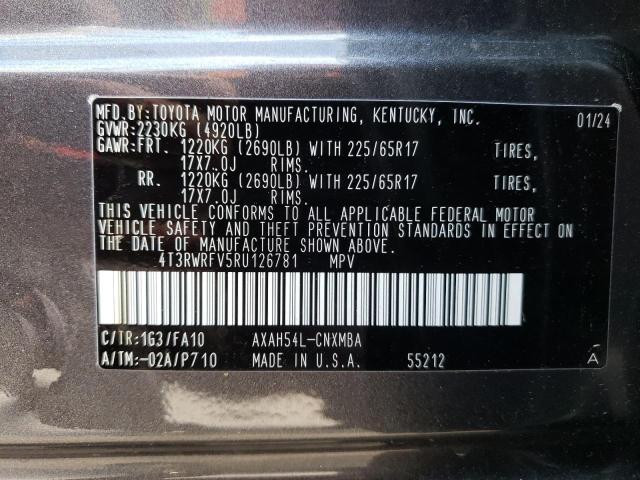 MFD.BY:TOYOTA MOTOR MANUFACTURING, KENTUCKY, INC. 01/24
GVWR:2230KG (4920LB)
GAWR:FRT. 1220KG (2690LB) WITH 225/65R17 TIRES,
17X7.0J RIMS.
RR. 1220KG (2690LB) WITH 225/65R17 TIRES,
17X7.0J RIMS.
THIS VEHICLE CONFORMS TO ALL APPLICABLE FEDERAL MOTOR
VEHICLE SAFETY AND THEFT PREVENTION STANDARDS IN EFFECT ON
THE DATE OF MANUFACTURE SHOWN ABOVE.
4T3RWRFV5RU126781 MPV
C/TR:1G3/FA10 AXAH54L-CNXMBA
A/TM:-02A/P710 MADE IN U.S.A. 55212 A